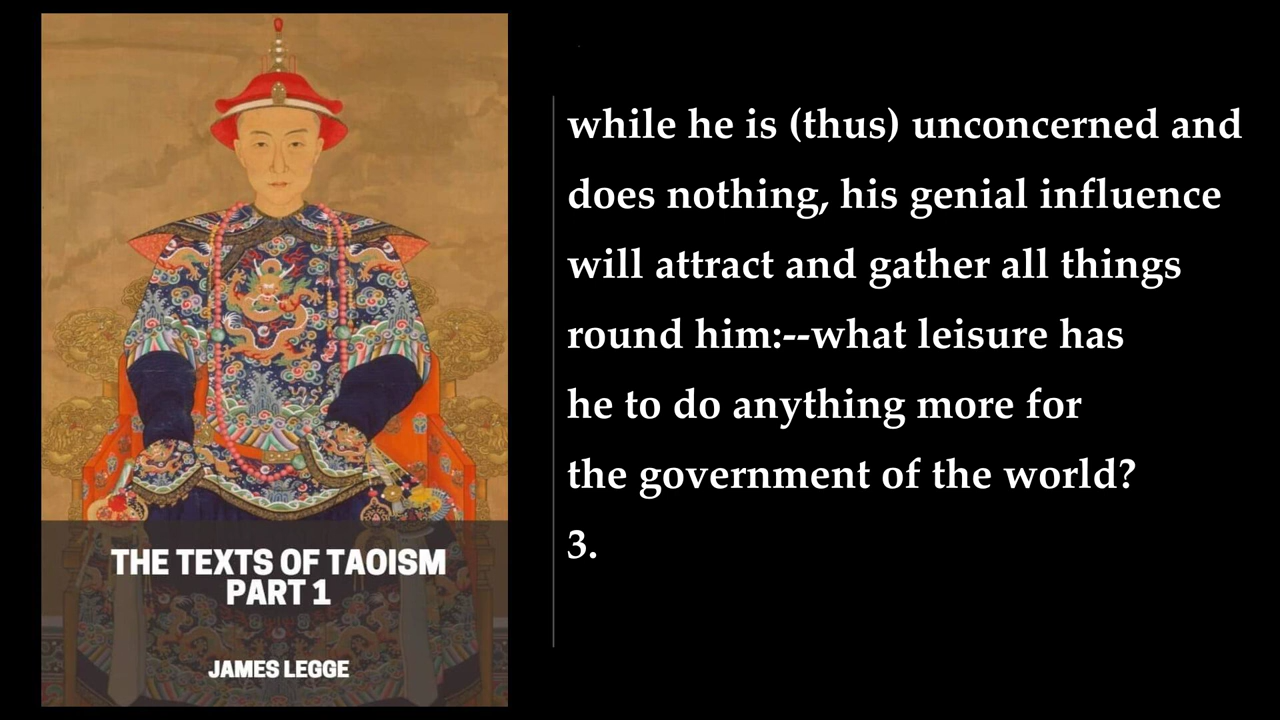 THE TEXTS OF TAOISM
PART 1
JAMES LEGGE
while he is (thus) unconcerned and
does nothing, his genial influence
will attract and gather all things
round him:--what leisure has
he to do anything more for
the government of the world?
3.